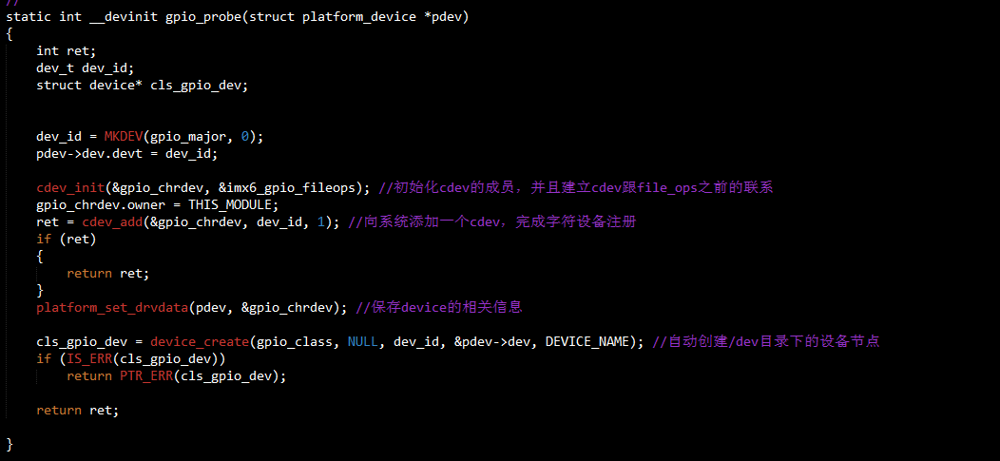 //
static int __devinit gpio_probe(struct platform_device *pdev)
{
    int ret;
    dev_t dev_id;
    struct device* cls_gpio_dev;
    dev_id = MKDEV(gpio_major, 0);
    pdev->dev.devt = dev_id;
    cdev_init(&gpio_chrdev, &imx6_gpio_fileops); //初始化cdev的成员，并且建立cdev跟file_ops之前的联系
    gpio_chrdev.owner = THIS_MODULE;
    ret = cdev_add(&gpio_chrdev, dev_id, 1); //向系统添加一个cdev，完成字符设备注册
    if (ret)
    {
        return ret;
    }
    platform_set_drvdata(pdev, &gpio_chrdev); //保存device的相关信息
    cls_gpio_dev = device_create(gpio_class, NULL, dev_id, &pdev->dev, DEVICE_NAME); //自动创建/dev目录下的设备节点
    if (IS_ERR(cls_gpio_dev))
        return PTR_ERR(cls_gpio_dev);
    return ret;
}